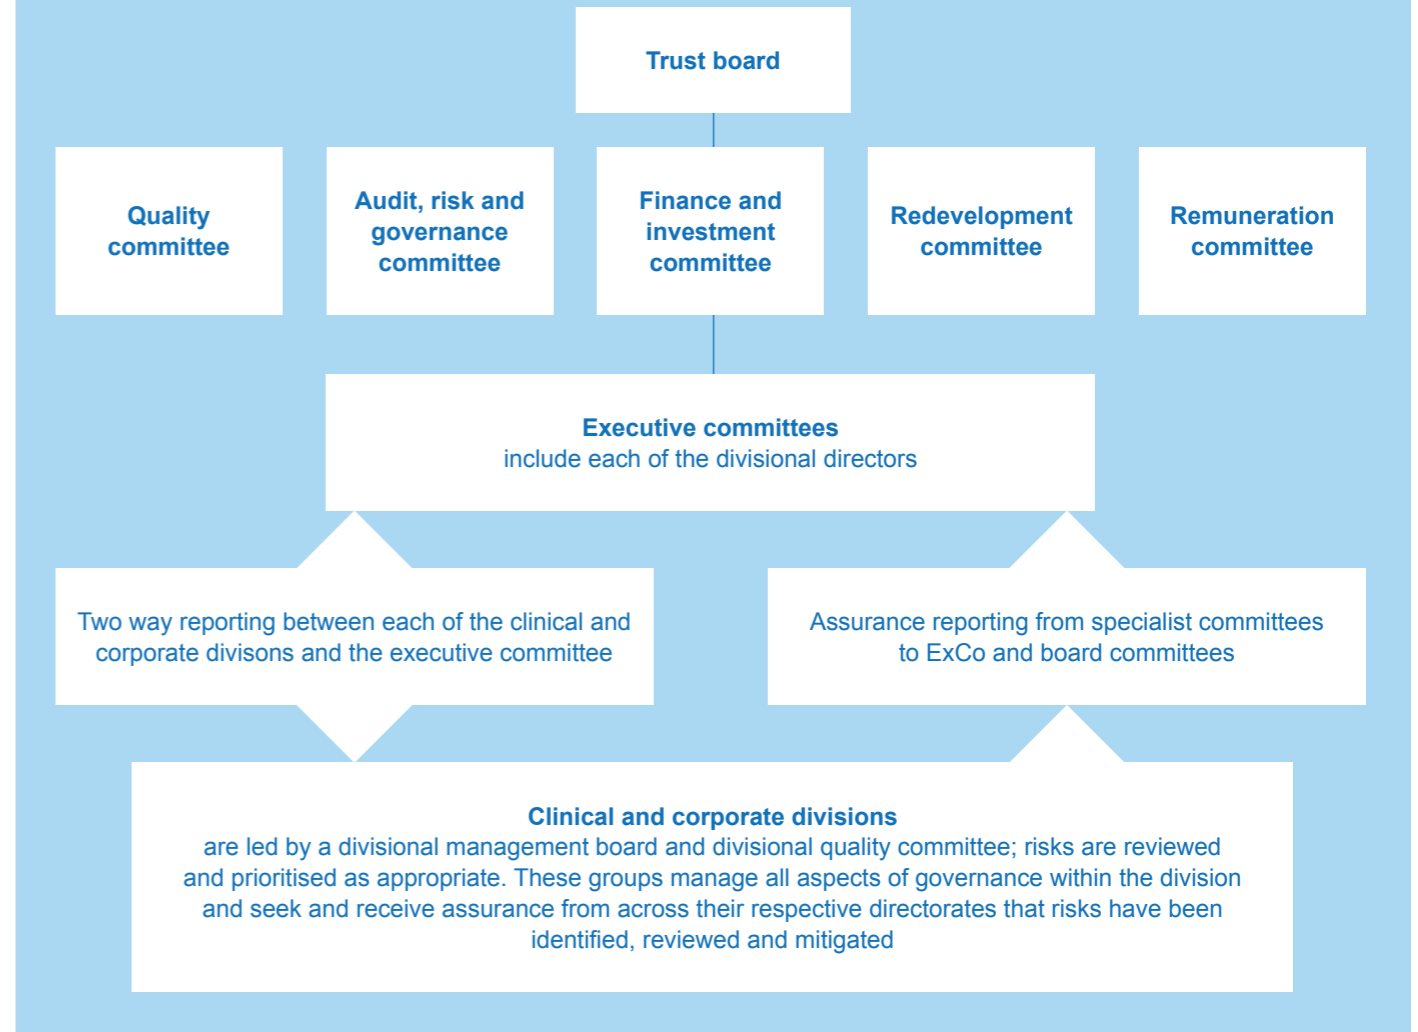 Trust board
Quality
committee
Audit, risk and
governance
committee
Finance and
investment
committee
Redevelopment
committee
Remuneration
committee
Executive committees
include each of the divisional directors
Two way reporting between each of the clinical and
corporate divisons and the executive committee
Assurance reporting from specialist committees
to ExCo and board committees
Clinical and corporate divisions
are led by a divisional management board and divisional quality committee; risks are reviewed
and prioritised as appropriate. These groups manage all aspects of governance within the division
and seek and receive assurance from across their respective directorates that risks have been
identified, reviewed and mitigated